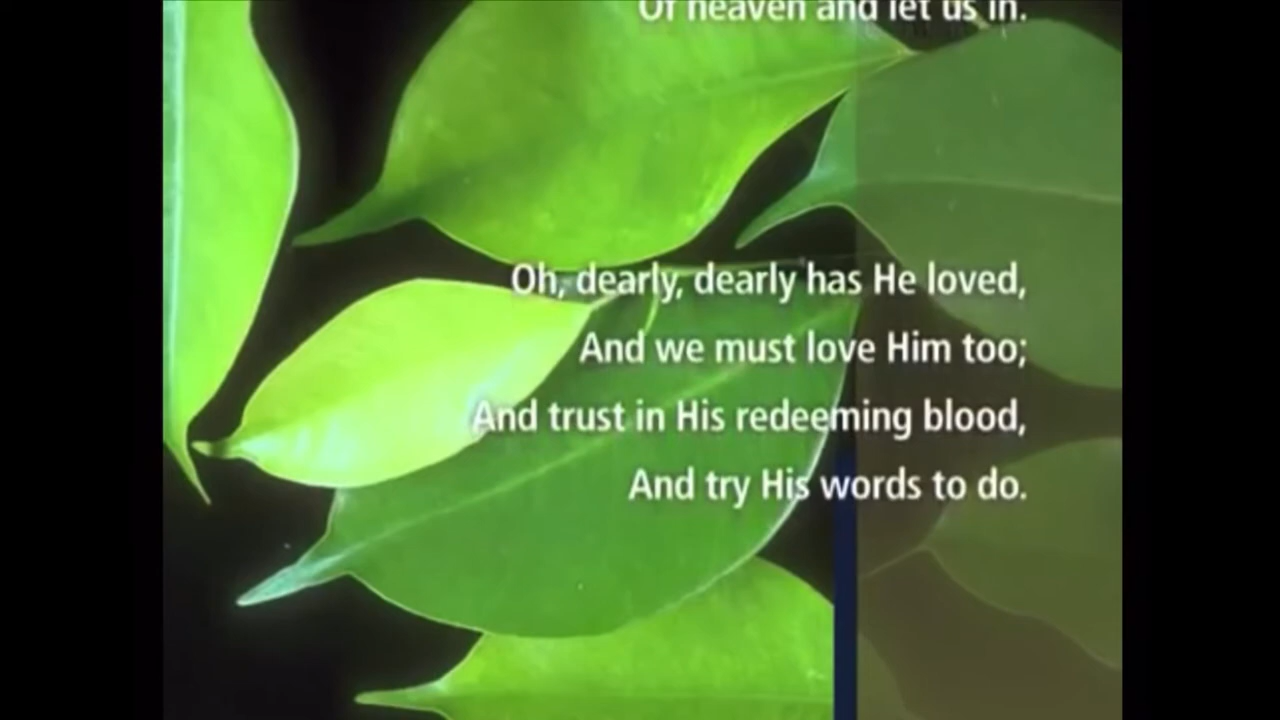 Of heaven and let us in.
Oh, dearly, dearly has He loved,
And we must love Him too;
And trust in His redeeming blood,
And try His words to do.